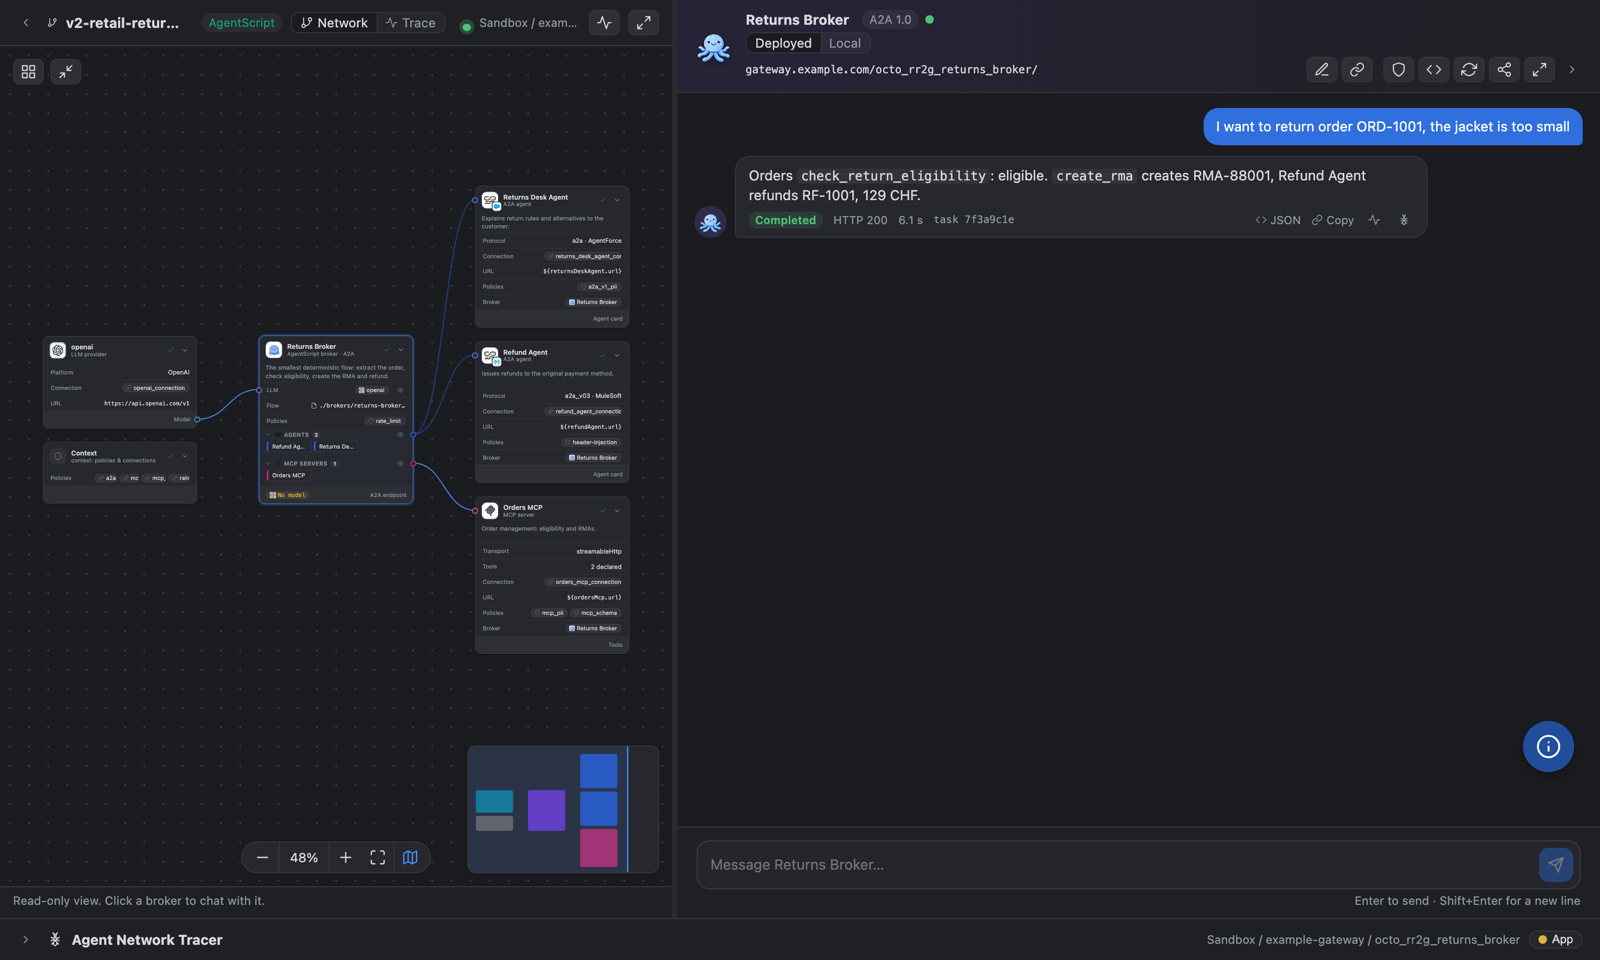 v2-retail-retur...
AgentScript
Network
Trace
Sandbox / exam...
Returns Broker
A2A 1.0
Deployed
Local
gateway.example.com/octo_rr2g_returns_broker/
I want to return order ORD-1001, the jacket is too small
Orders check_return_eligibility: eligible. create_rma creates RMA-88001, Refund Agent
refunds RF-1001, 129 CHF.
Completed
HTTP 200
6.1 s
task 7f3a9c1e
JSON
Copy
openai
LLM provider
Platform
OpenAI
Connection
openai_connection
URL
https://api.openai.com/v1
Model
Context
context: policies & connections
Policies
a2a
mc
mcp_
rate
Returns Broker
AgentScript broker · A2A
The smallest deterministic flow: extract the order,
check eligibility, create the RMA and refund.
LLM
openai
Flow
./brokers/returns-broker...
Policies
rate_limit
AGENTS 2
Refund Ag...
Returns De...
MCP SERVERS 1
Orders MCP
No model
A2A endpoint
Returns Desk Agent
A2A agent
Explains return rules and alternatives to the
customer.
Protocol
a2a · AgentForce
Connection
returns_desk_agent_cor
URL
${returnsDeskAgent.url}
Policies
a2a_v1_pii
Broker
Returns Broker
Agent card
Refund Agent
A2A agent
Issues refunds to the original payment method.
Protocol
a2a_v03 · MuleSoft
Connection
refund_agent_connectic
URL
${refundAgent.url}
Policies
header-injection
Broker
Returns Broker
Agent card
Orders MCP
MCP server
Order management: eligibility and RMAs.
Transport
streamableHttp
Tools
2 declared
Connection
orders_mcp_connection
URL
${ordersMcp.url}
Policies
mcp_pii
mcp_schema
Broker
Returns Broker
Tools
48%
Read-only view. Click a broker to chat with it.
Message Returns Broker...
Enter to send · Shift+Enter for a new line
Agent Network Tracer
Sandbox / example-gateway / octo_rr2g_returns_broker
App